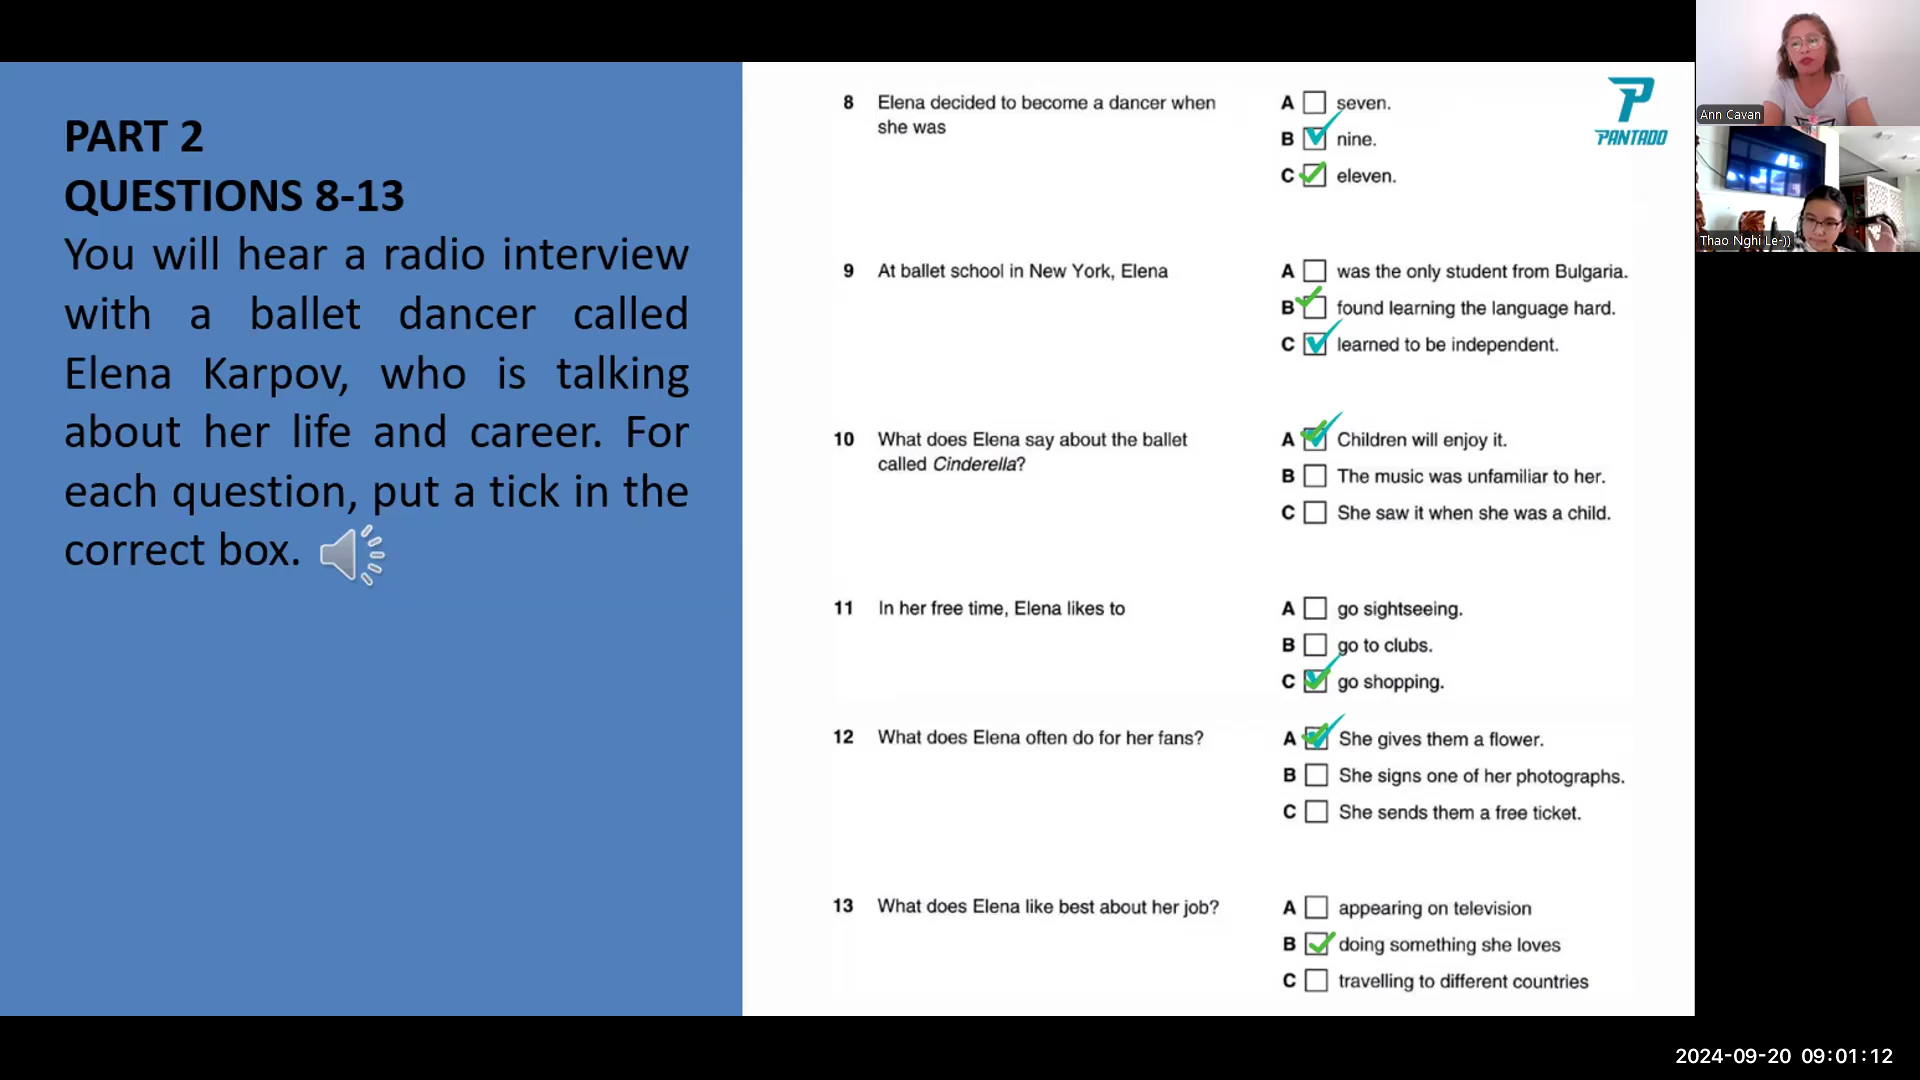 PART 2
QUESTIONS 8-13
You will hear a radio interview
with a ballet dancer called
Elena Karpov, who is talking
about her life and career. For
each question, put a tick in the
correct box.
8 Elena decided to become a dancer when
she was
A seven.
B nine.
C eleven.
9 At ballet school in New York, Elena
A was the only student from Bulgaria.
B found learning the language hard.
C learned to be independent.
10 What does Elena say about the ballet
called Cinderella?
A Children will enjoy it.
B The music was unfamiliar to her.
C She saw it when she was a child.
11 In her free time, Elena likes to
A go sightseeing.
B go to clubs.
C go shopping.
12 What does Elena often do for her fans?
A She gives them a flower.
B She signs one of her photographs.
C She sends them a free ticket.
13 What does Elena like best about her job?
A appearing on television
B doing something she loves
C travelling to different countries
PANTADO
Ann Cavan
Thao Nghi Le-))
2024-09-20 09:01:12